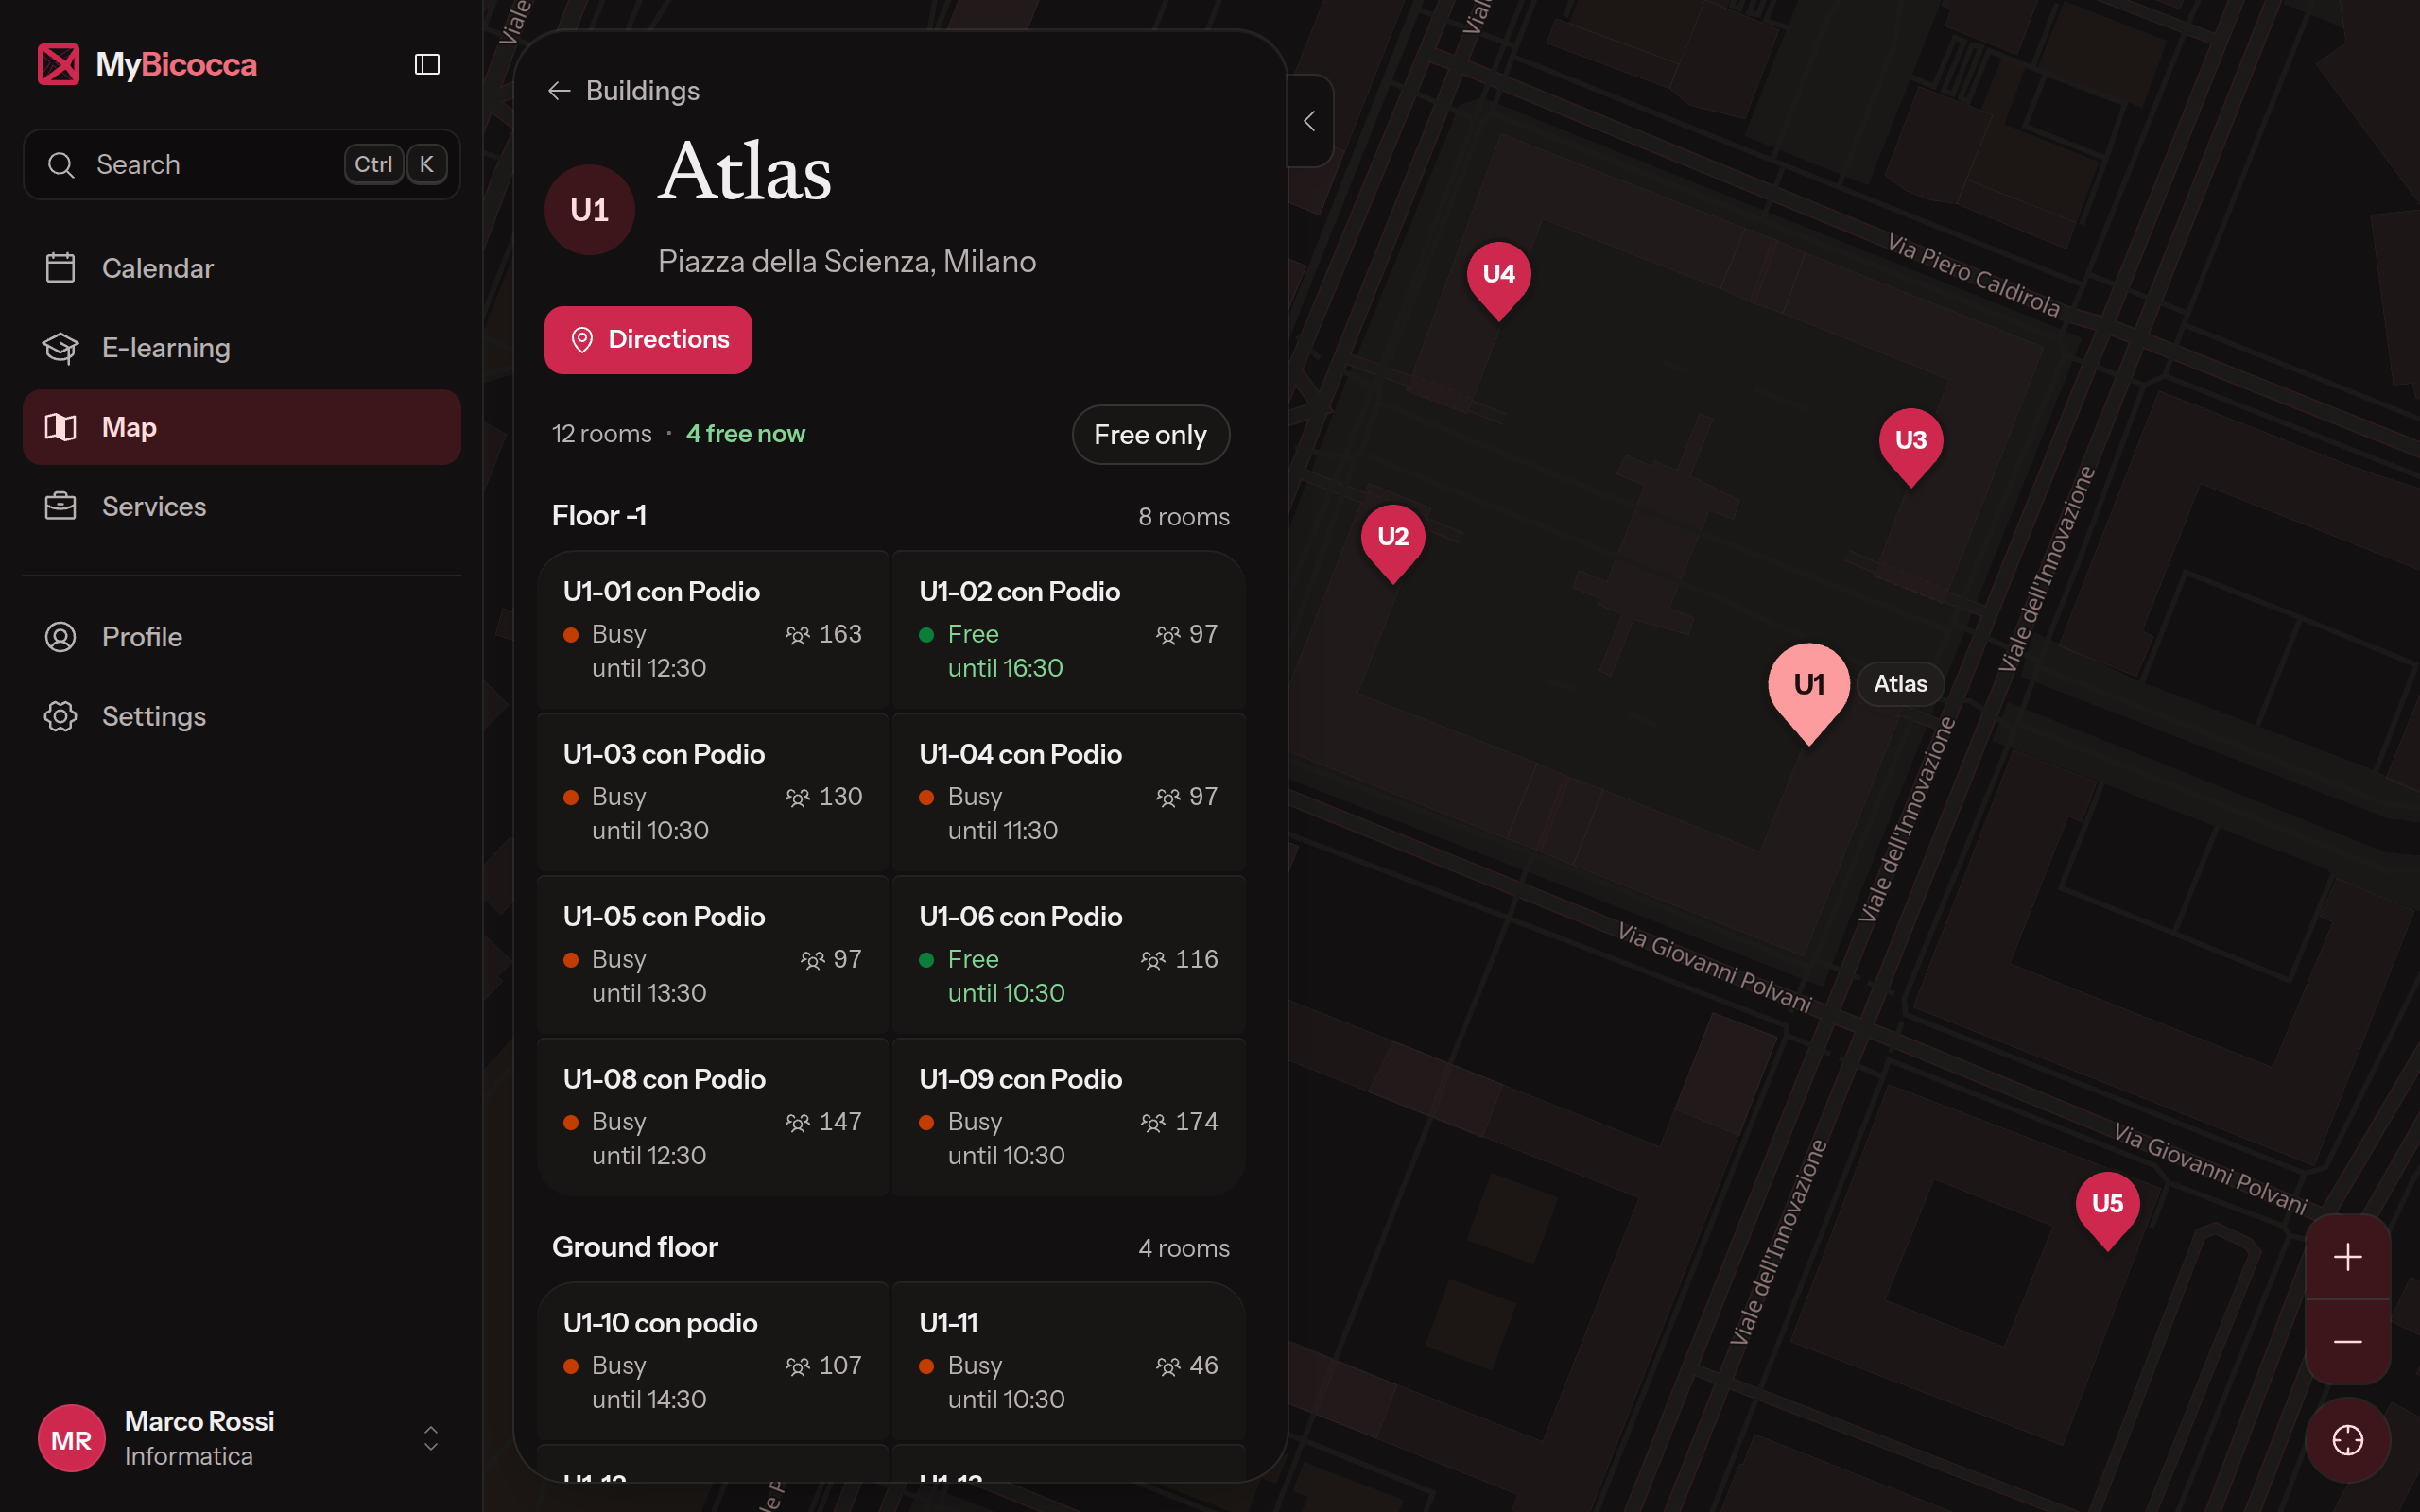 MyBicocca
Search
Ctrl K
Calendar
E-learning
Map
Services
Profile
Settings
MR
Marco Rossi
Informatica
Buildings
U1
Atlas
Piazza della Scienza, Milano
Directions
12 rooms · 4 free now
Free only
Floor -1
8 rooms
U1-01 con Podio
Busy
until 12:30
163
U1-02 con Podio
Free
until 16:30
97
U1-03 con Podio
Busy
until 10:30
130
U1-04 con Podio
Busy
until 11:30
97
U1-05 con Podio
Busy
until 13:30
97
U1-06 con Podio
Free
until 10:30
116
U1-08 con Podio
Busy
until 12:30
147
U1-09 con Podio
Busy
until 10:30
174
Ground floor
4 rooms
U1-10 con podio
Busy
until 14:30
107
U1-11
Busy
until 10:30
46
U1-12
U1-13
Viale
Via Piero Caldirola
U4
U3
U2
Viale dell'Innovazione
U1
Atlas
Viale dell'Innovazione
Via Giovanni Polvani
Via Giovanni Polvani
Viale dell'Innovazione
U5